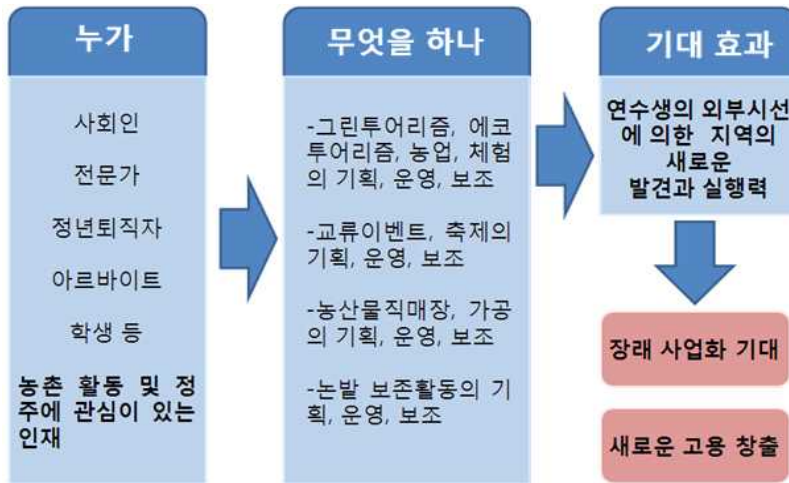 누가
사회인
전문가
정년퇴직자
아르바이트
학생 등
농촌 활동 및 정
주에 관심이 있는
인재
무엇을 하나
-그린투어리즘, 에코
투어리즘, 농업, 체험
의 기획, 운영, 보조
-교류이벤트, 축제의
기획, 운영, 보조
-농산물직매장, 가공
의 기획, 운영, 보조
-논밭 보존활동의 기
획, 운영, 보조
기대 효과
연수생의 외부시선
에 의한 지역의
새로운
발견과 실행력
장래 사업화 기대
새로운 고용 창출